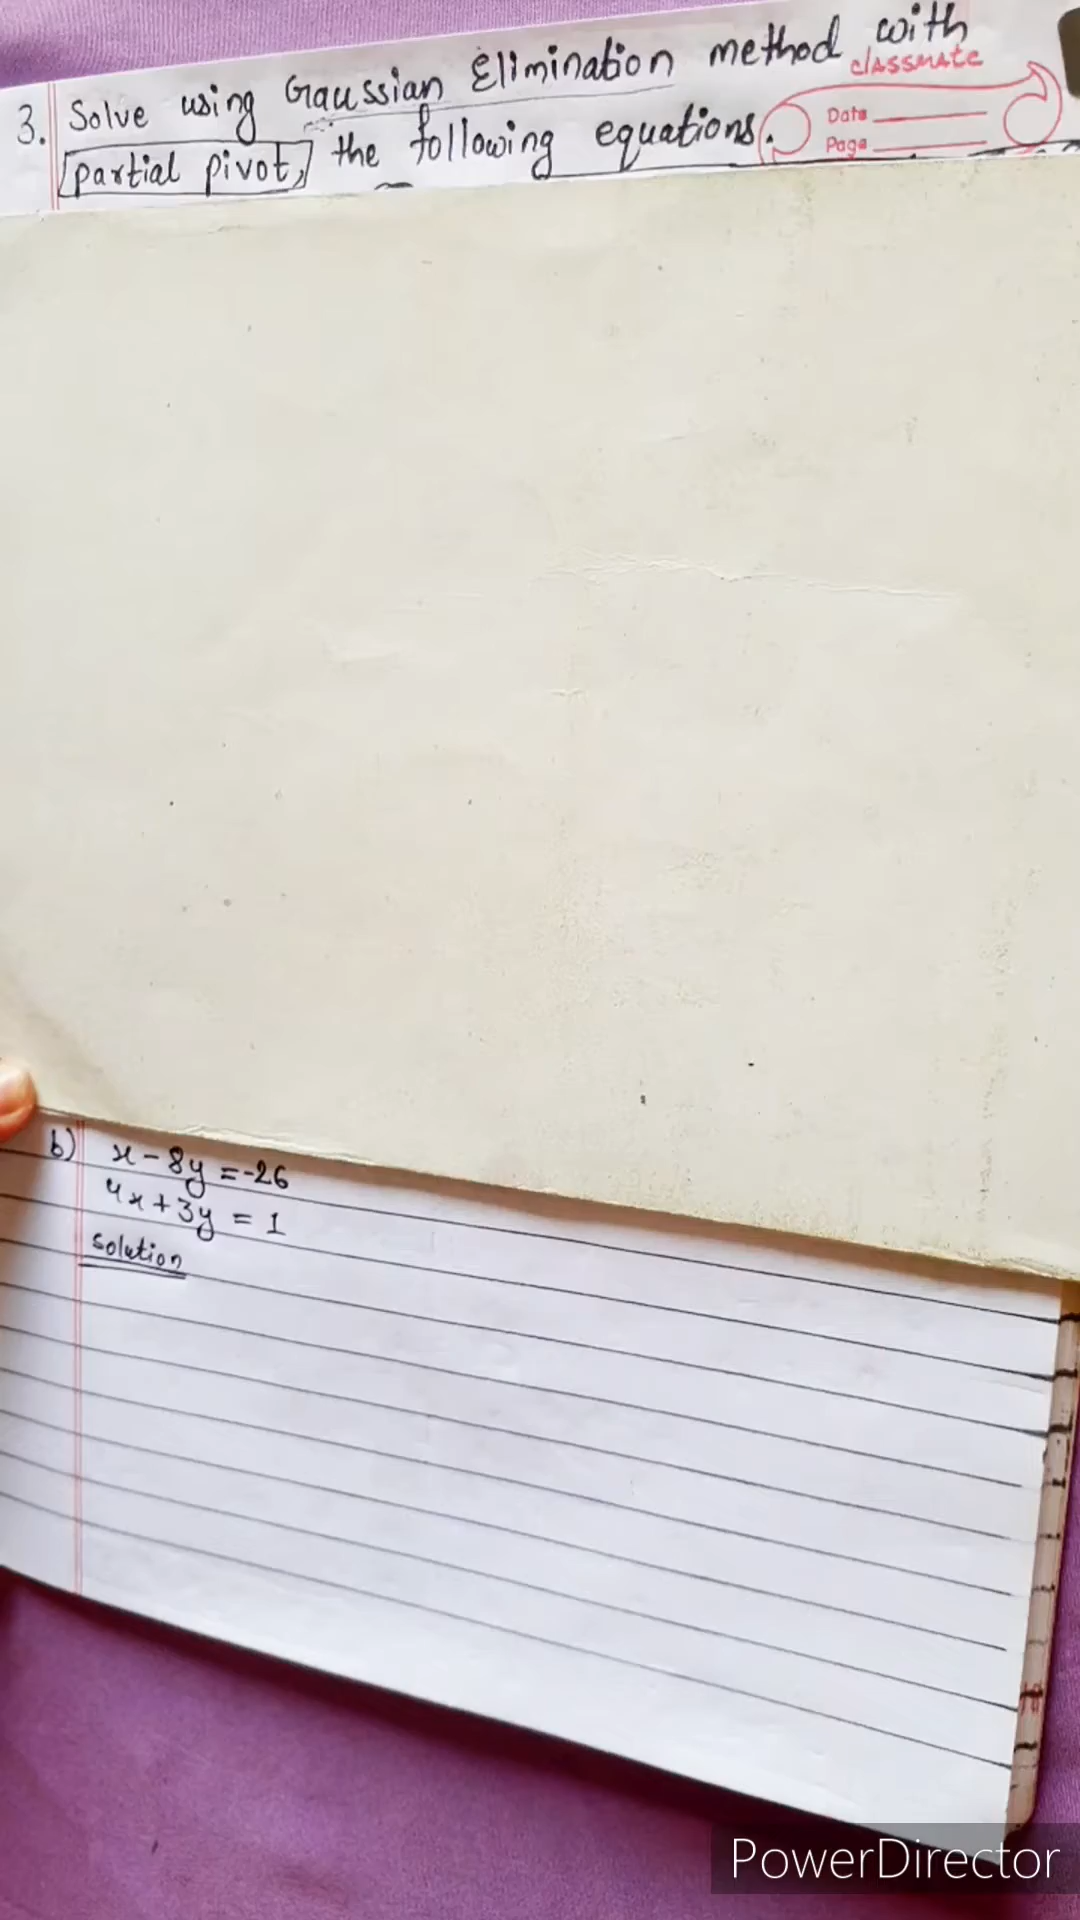 3. Solve using Gaussian Elimination method with
classmate
partial pivot, the following equations.
Date
Page
b) x - 8y = -26
4x + 3y = 1
Solution
PowerDirector